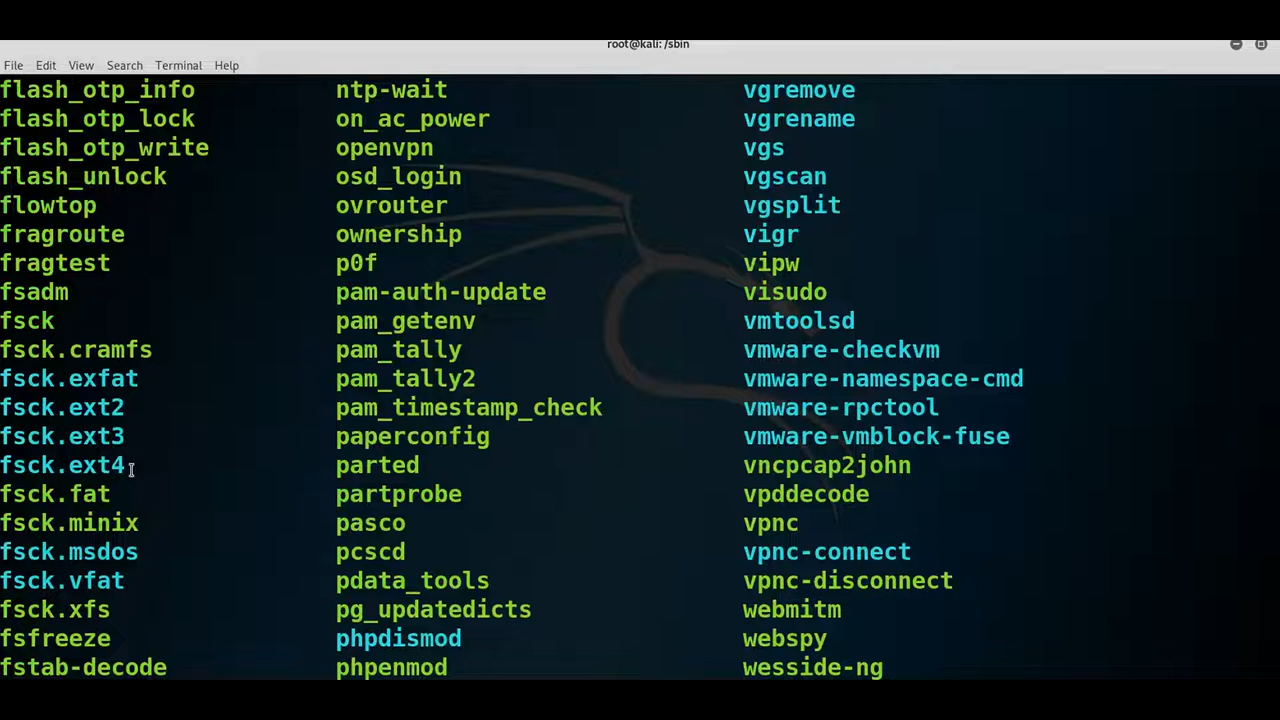 root@kali: /sbin
File Edit View Search Terminal Help
flash_otp_info ntp-wait vgremove
flash_otp_lock on_ac_power vgrename
flash_otp_write openvpn vgs
flash_unlock osd_login vgscan
flowtop ovrouter vgsplit
fragroute ownership vigr
fragtest p0f vipw
fsadm pam-auth-update visudo
fsck pam_getenv vmtoolsd
fsck.cramfs pam_tally vmware-checkvm
fsck.exfat pam_tally2 vmware-namespace-cmd
fsck.ext2 pam_timestamp_check vmware-rpctool
fsck.ext3 paperconfig vmware-vmblock-fuse
fsck.ext4 parted vncpcap2john
fsck.fat partprobe vpddecode
fsck.minix pasco vpnc
fsck.msdos pcscd vpnc-connect
fsck.vfat pdata_tools vpnc-disconnect
fsck.xfs pg_updatedicts webmitm
fsfreeze phpdismod webspy
fstab-decode phpenmod wesside-ng